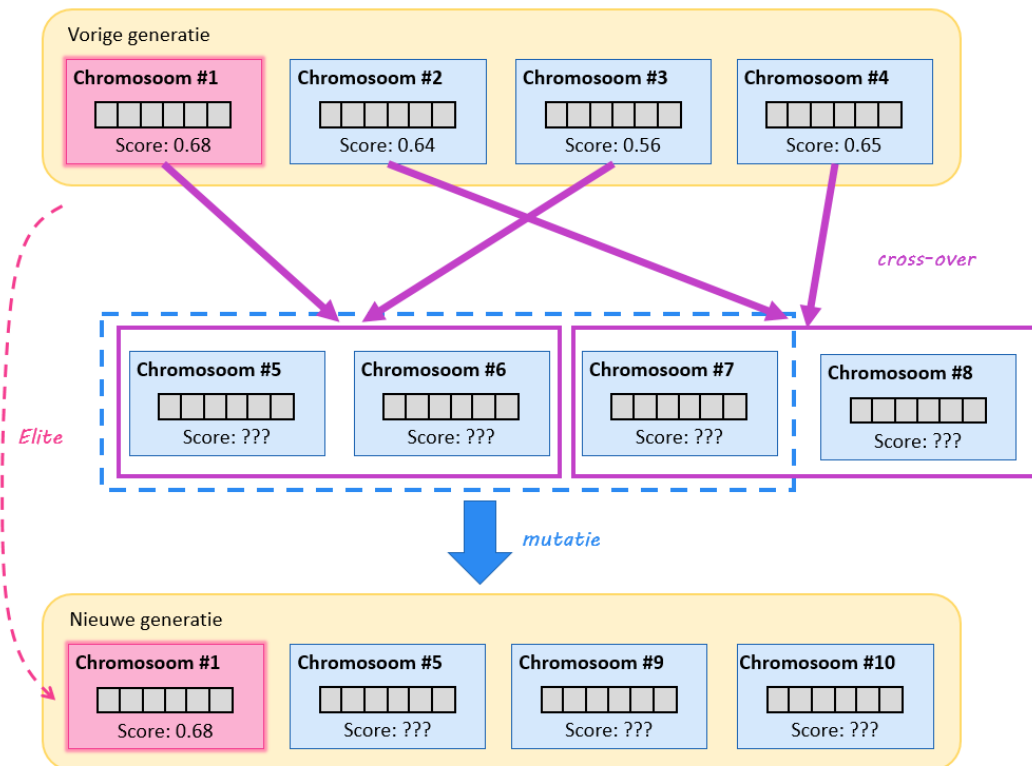 Vorige generatie
Chromosoom #1
Score: 0.68
Chromosoom #2
Score: 0.64
Chromosoom #3
Score: 0.56
Chromosoom #4
Score: 0.65
cross-over
Chromosoom #5
Score: ???
Chromosoom #6
Score: ???
Chromosoom #7
Score: ???
Chromosoom #8
Score: ???
Elite
mutatie
Nieuwe generatie
Chromosoom #1
Score: 0.68
Chromosoom #5
Score: ???
Chromosoom #9
Score: ???
Chromosoom #10
Score: ???